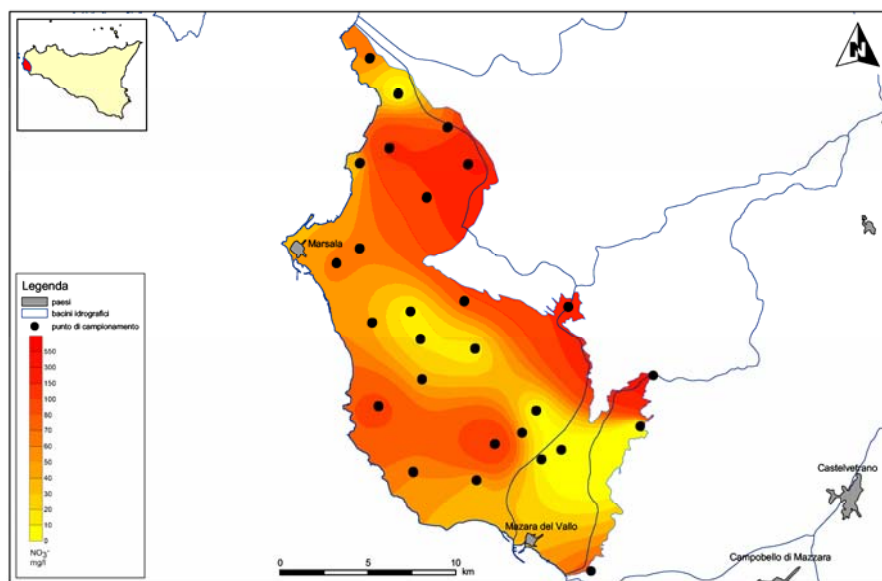 N
Marsala
Legenda
paesi
bacini idrografici
punto di campionamento
550
300
150
100
80
70
60
50
40
30
20
10
0
NO3-
mg/l
Castelvetrano
Mazara del Vallo
Campobello di Mazzara
0 5 10
km